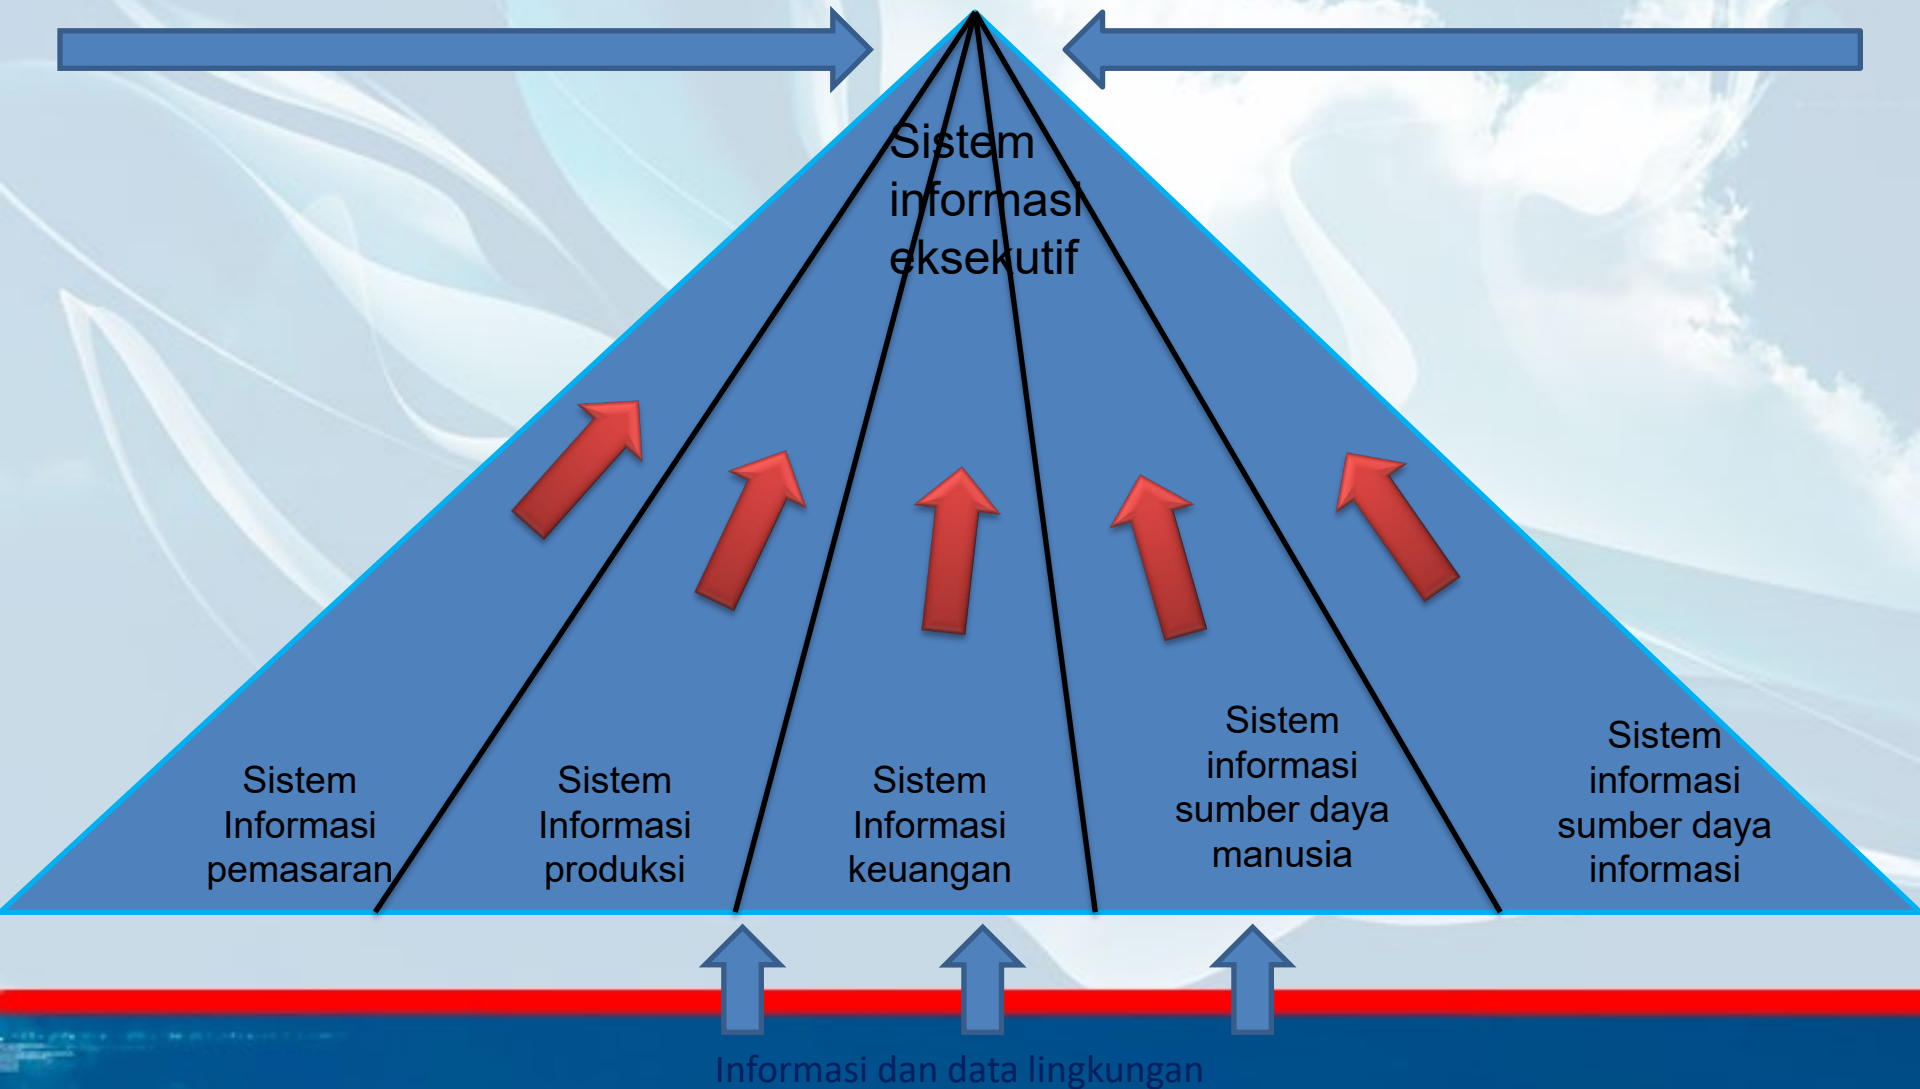 Sistem
informasi
eksekutif
Sistem
Informasi
pemasaran
Sistem
Informasi
produksi
Sistem
Informasi
keuangan
Sistem
informasi
sumber daya
manusia
Sistem
informasi
sumber daya
informasi
Informasi dan data lingkungan